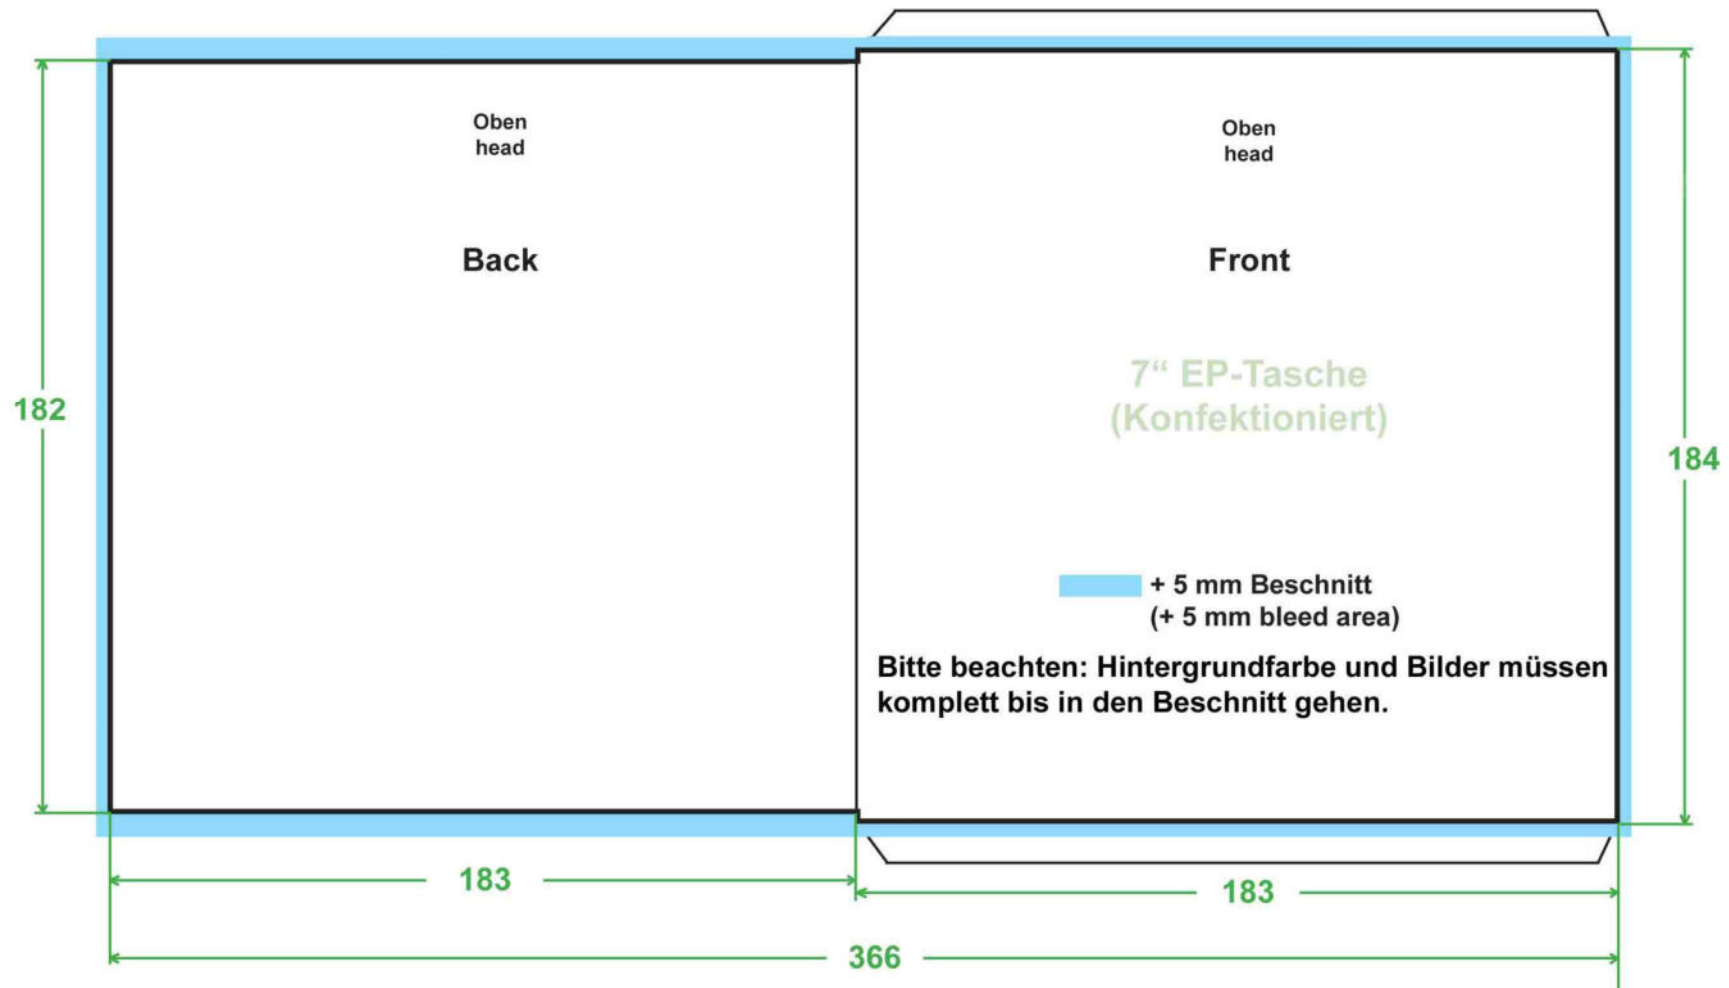 Oben
head
Back
182
183
Oben
head
Front
7“ EP-Tasche
(Konfektioniert)
+ 5 mm Beschnitt
(+ 5 mm bleed area)
Bitte beachten: Hintergrundfarbe und Bilder müssen
komplett bis in den Beschnitt gehen.
184
183
366